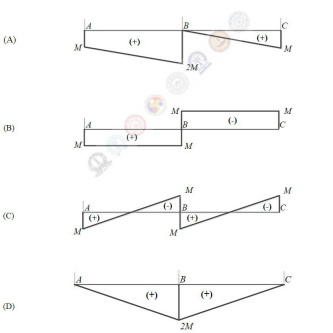 (A)
A B C
(+) (+)
M M
2M
(B)
M M
(-)
A B C
(+)
M M
(C)
M M
A (-) B (-) C
(+) (+)
M M
(D)
A B C
(+) (+)
2M